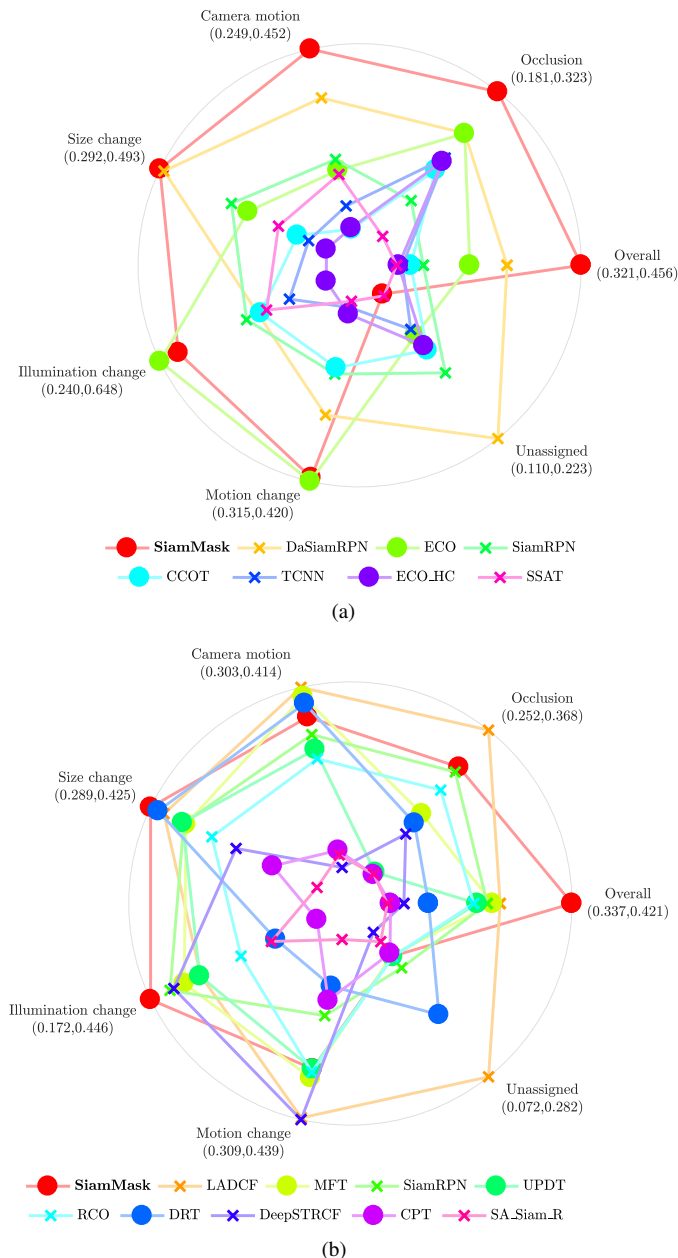 Camera motion
(0.249,0.452)
Occlusion
(0.181,0.323)
Size change
(0.292,0.493)
Overall
(0.321,0.456)
Illumination change
(0.240,0.648)
Unassigned
(0.110,0.223)
Motion change
(0.315,0.420)
SiamMask DaSiamRPN ECO SiamRPN
CCOT TCNN ECO_HC SSAT
(a)
Camera motion
(0.303,0.414)
Occlusion
(0.252,0.368)
Size change
(0.289,0.425)
Overall
(0.337,0.421)
Illumination change
(0.172,0.446)
Unassigned
(0.072,0.282)
Motion change
(0.309,0.439)
SiamMask LADCF MFT SiamRPN UPDT
RCO DRT DeepSTRCF CPT SA_Siam_R
(b)